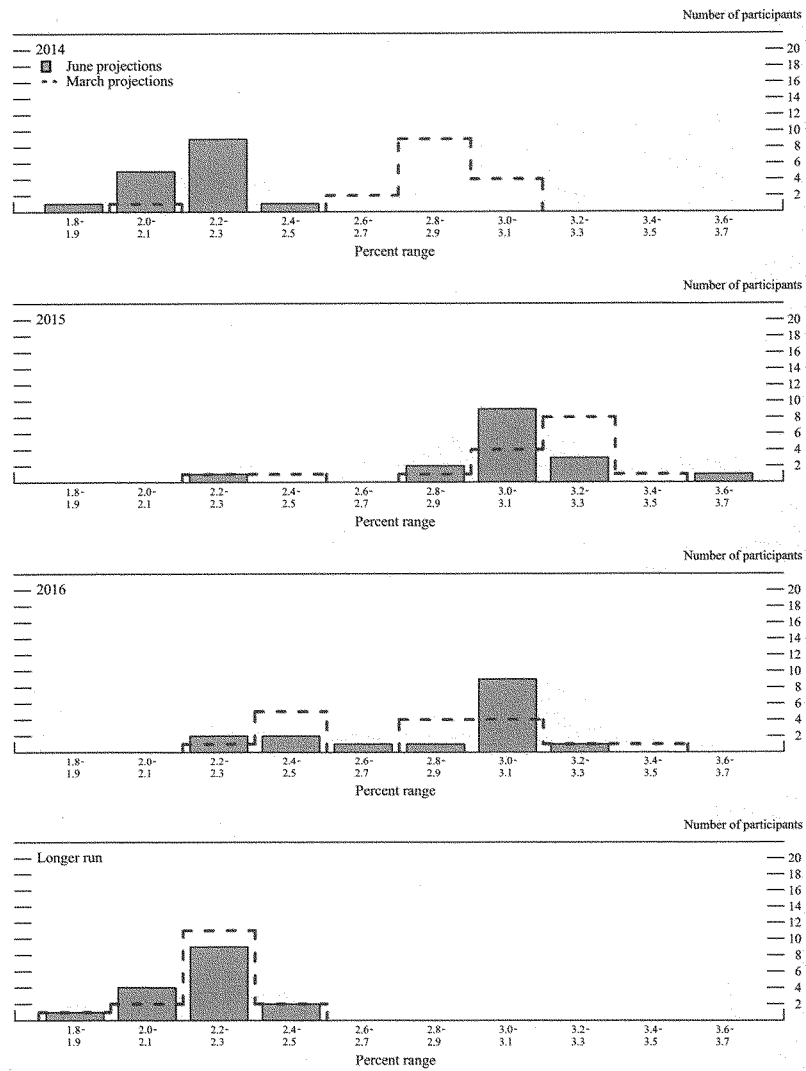 Number of participants
2014
June projections
March projections
20
18
16
14
12
10
8
6
4
2
1.8- 2.0- 2.2- 2.4- 2.6- 2.8- 3.0- 3.2- 3.4- 3.6-
1.9 2.1 2.3 2.5 2.7 2.9 3.1 3.3 3.5 3.7
Percent range
Number of participants
2015
20
18
16
14
12
10
8
6
4
2
1.8- 2.0- 2.2- 2.4- 2.6- 2.8- 3.0- 3.2- 3.4- 3.6-
1.9 2.1 2.3 2.5 2.7 2.9 3.1 3.3 3.5 3.7
Percent range
Number of participants
2016
20
18
16
14
12
10
8
6
4
2
1.8- 2.0- 2.2- 2.4- 2.6- 2.8- 3.0- 3.2- 3.4- 3.6-
1.9 2.1 2.3 2.5 2.7 2.9 3.1 3.3 3.5 3.7
Percent range
Number of participants
Longer run
20
18
16
14
12
10
8
6
4
2
1.8- 2.0- 2.2- 2.4- 2.6- 2.8- 3.0- 3.2- 3.4- 3.6-
1.9 2.1 2.3 2.5 2.7 2.9 3.1 3.3 3.5 3.7
Percent range